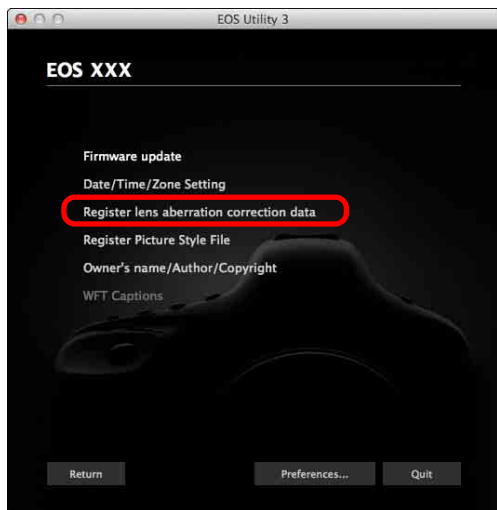 EOS Utility 3
EOS XXX
Firmware update
Date/Time/Zone Setting
Register lens aberration correction data
Register Picture Style File
Owner's name/Author/Copyright
WFT Captions
Return Preferences... Quit